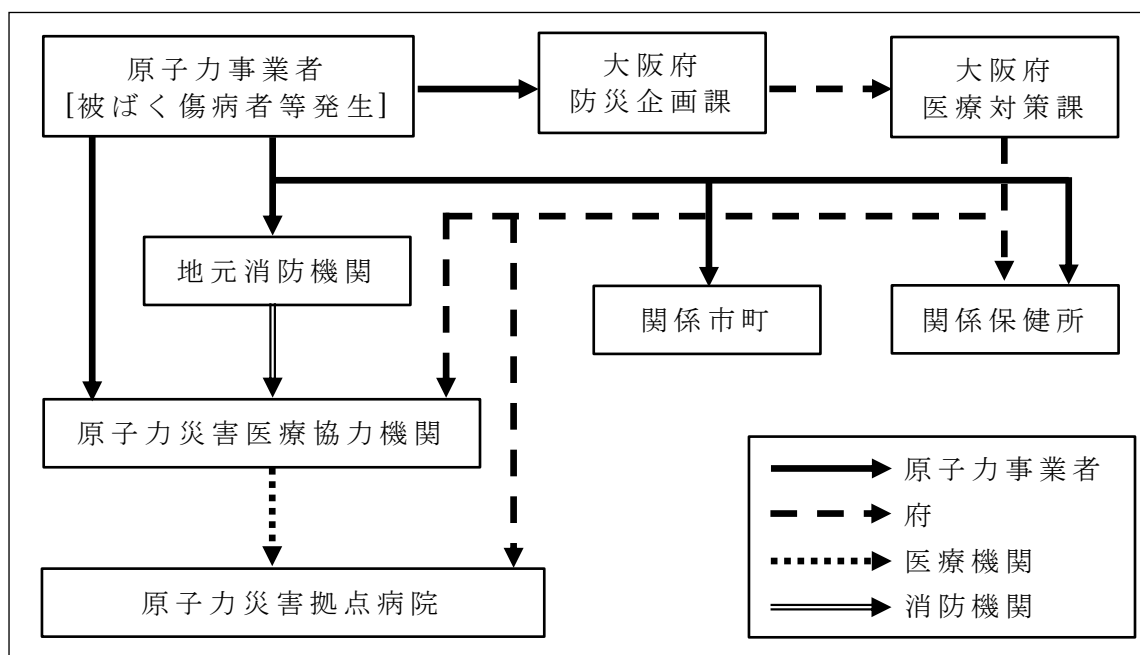 原子力事業者
[被ばく傷病者等発生]
大阪府
防災企画課
大阪府
医療対策課
地元消防機関
関係市町
関係保健所
原子力災害医療協力機関
原子力災害拠点病院
原子力事業者
府
医療機関
消防機関